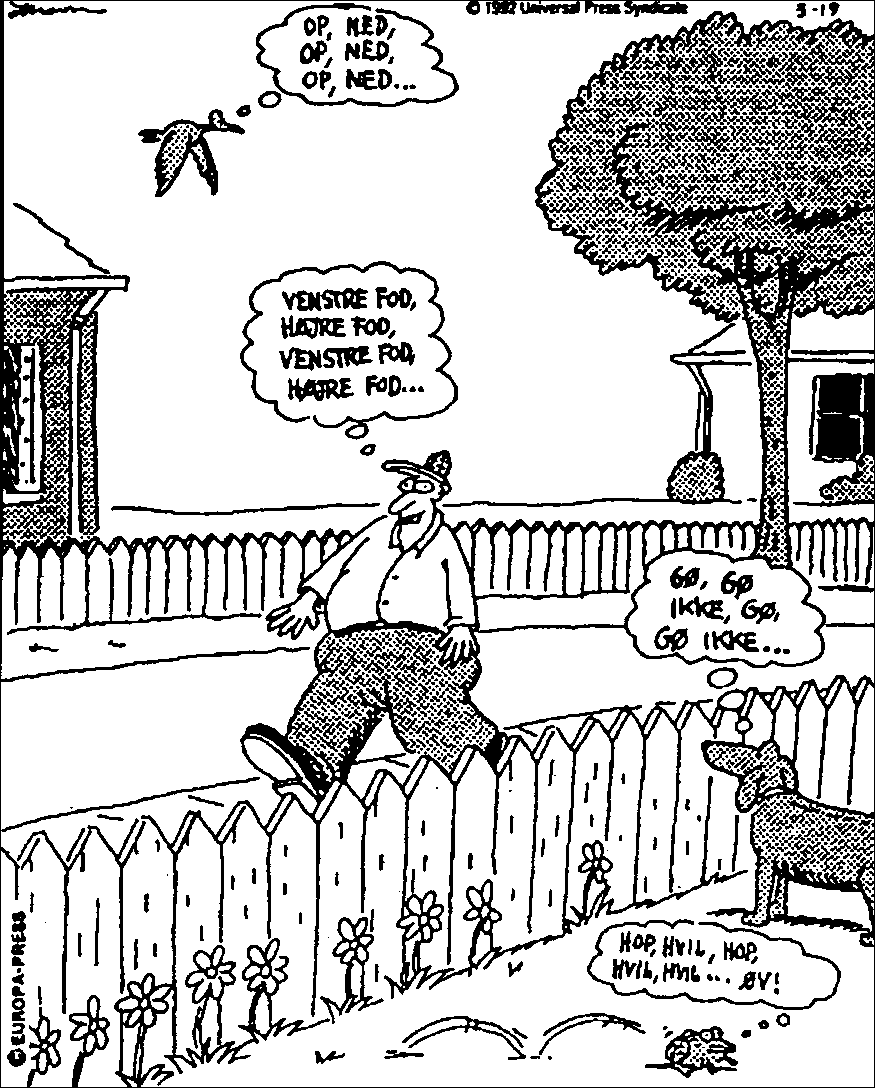 © 1992 Universal Press Syndicate
3-19
OP, NED,
OP, NED,
OP, NED...
VENSTRE FOD,
HØJRE FOD,
VENSTRE FOD,
HØJRE FOD...
GØ, GØ
IKKE, GØ,
GØ IKKE...
HOP, HVIL, HOP,
HVIL, HVIL... ØV!
© EUROPA-PRESS